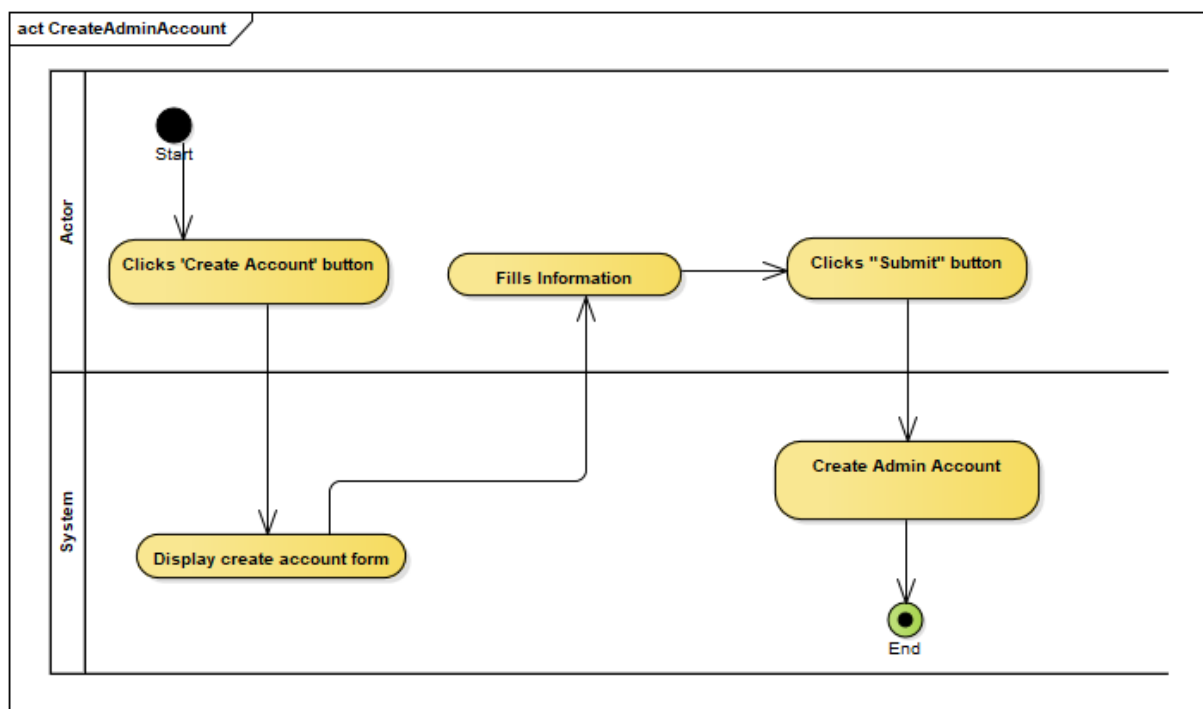 act CreateAdminAccount
Actor
Start
Clicks 'Create Account' button
Fills Information
Clicks "Submit" button
System
Display create account form
Create Admin Account
End